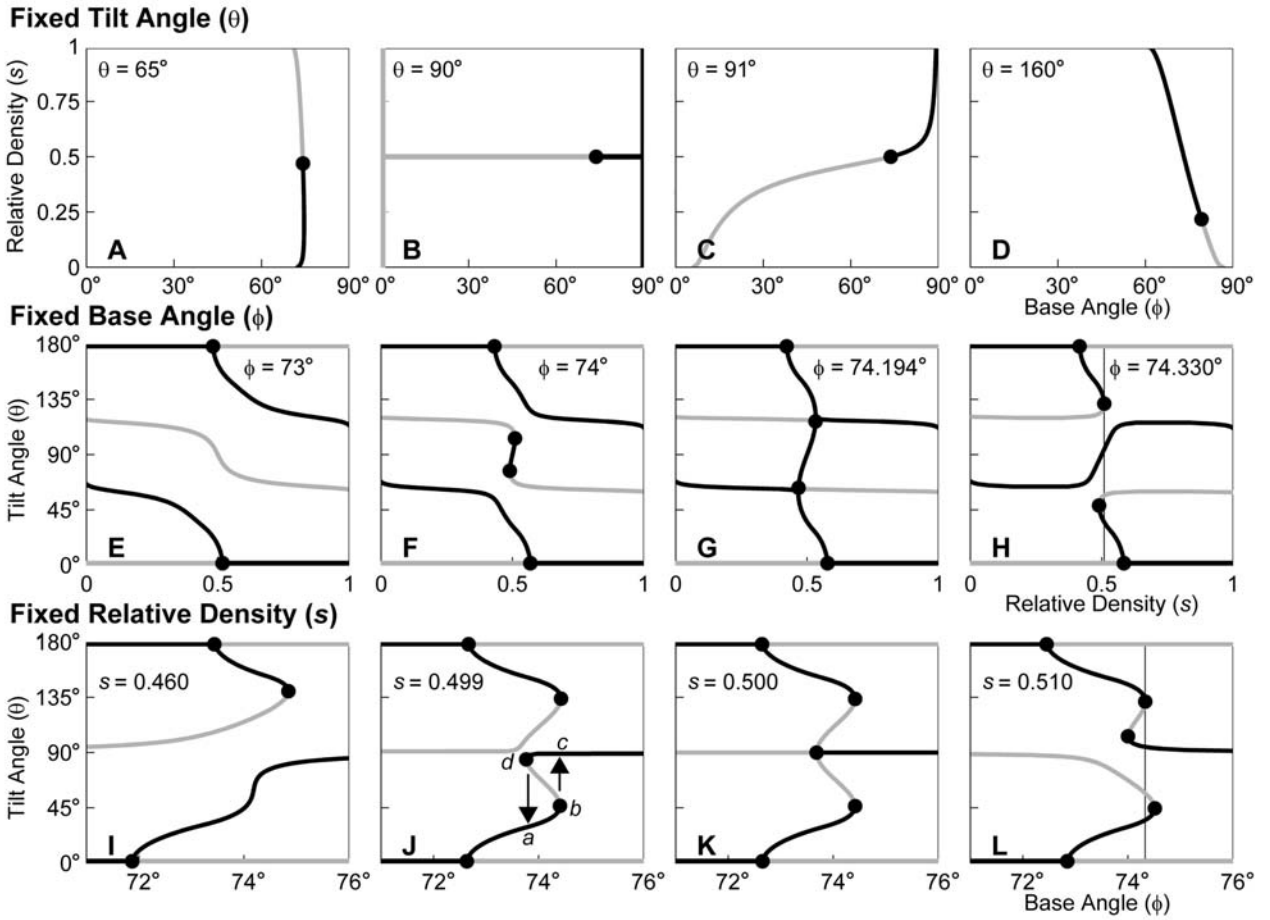 Fixed Tilt Angle (θ)
Relative Density (s)
1
0.75
0.5
0.25
0
θ = 65°
θ = 90°
θ = 91°
θ = 160°
A
B
C
D
0° 30° 60° 90°
0° 30° 60° 90°
0° 30° 60° 90°
0° 30° 60° 90°
Base Angle (ϕ)
Fixed Base Angle (ϕ)
Tilt Angle (θ)
180°
135°
90°
45°
0°
ϕ = 73°
ϕ = 74°
ϕ = 74.194°
ϕ = 74.330°
E
F
G
H
0 0.5 1
0 0.5 1
0 0.5 1
0 0.5 1
Relative Density (s)
Fixed Relative Density (s)
Tilt Angle (θ)
180°
135°
90°
45°
0°
s = 0.460
s = 0.499
s = 0.500
s = 0.510
c
d
b
a
I
J
K
L
72° 74° 76°
72° 74° 76°
72° 74° 76°
72° 74° 76°
Base Angle (ϕ)